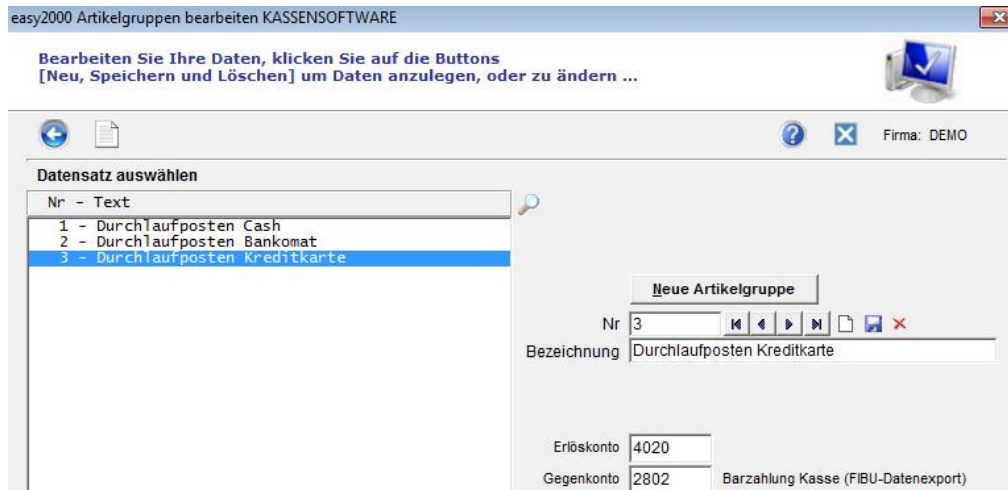 easy2000 Artikelgruppen bearbeiten KASSENSOFTWARE
Bearbeiten Sie Ihre Daten, klicken Sie auf die Buttons
[Neu, Speichern und Löschen] um Daten anzulegen, oder zu ändern ...
Firma: DEMO
Datensatz auswählen
Nr - Text
1 - Durchlaufposten Cash
2 - Durchlaufposten Bankomat
3 - Durchlaufposten Kreditkarte
Neue Artikelgruppe
Nr 3
Bezeichnung Durchlaufposten Kreditkarte
Erlöskonto 4020
Gegenkonto 2802 Barzahlung Kasse (FIBU-Datenexport)